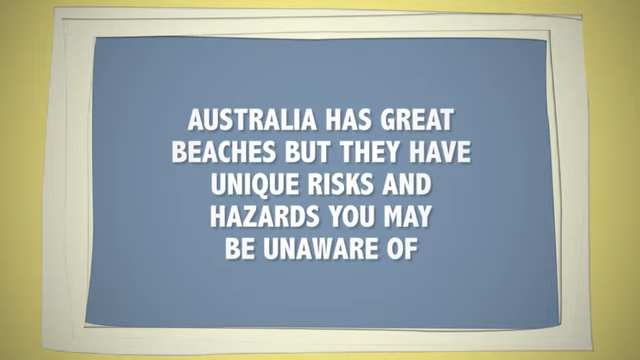 AUSTRALIA HAS GREAT
BEACHES BUT THEY HAVE
UNIQUE RISKS AND
HAZARDS YOU MAY
BE UNAWARE OF